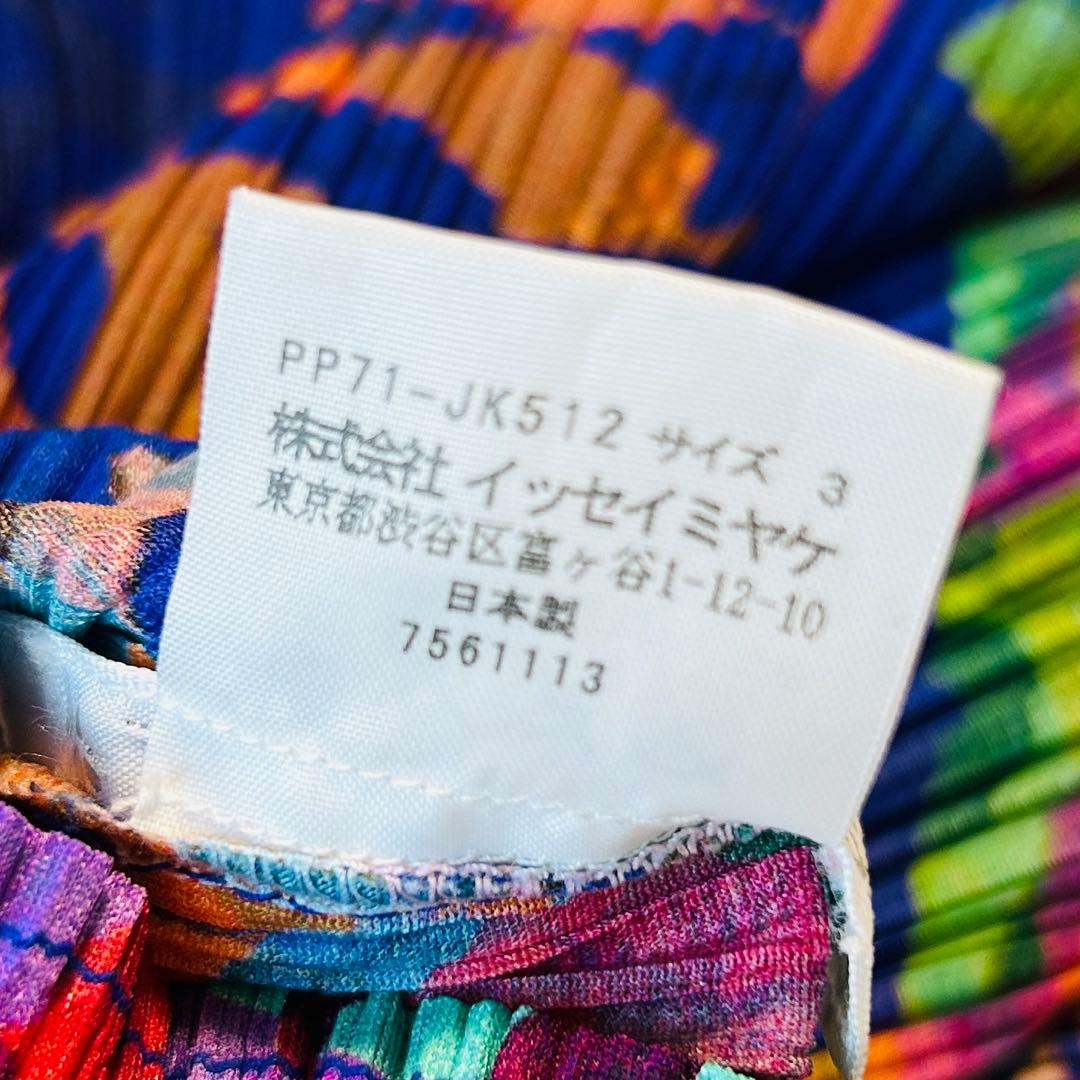 PP71-JK512 サイズ 3
株式会社 イッセイミヤケ
東京都渋谷区富ヶ谷1-12-10
日本製
7561113